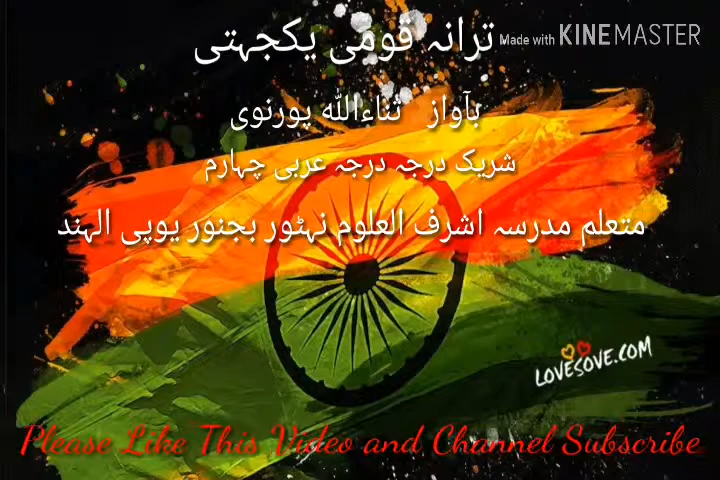 ترانہ قومی یکجہتی
Made with KINEMASTER
بآواز ثناءاللہ پورنوی
شریک درجہ درجہ عربی چہارم
متعلم مدرسہ اشرف العلوم نہٹور بجنور یوپی الہند
LOVESOVE.COM
Please Like This Video and Channel Subscribe